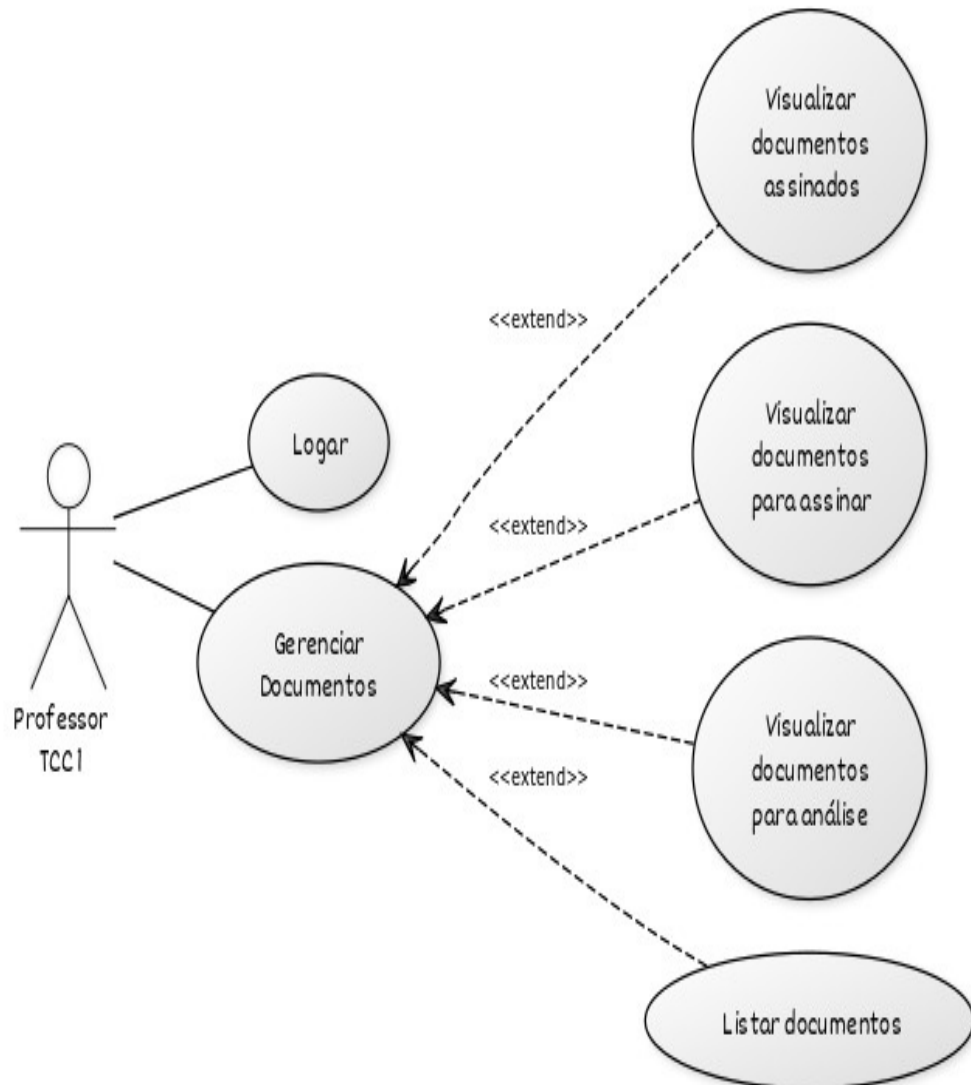 Visualizar
documentos
assinados
<<extend>>
Visualizar
documentos
para assinar
Logar
<<extend>>
Gerenciar
Documentos
<<extend>>
Professor
TCC1
Visualizar
documentos
para análise
<<extend>>
Listar documentos